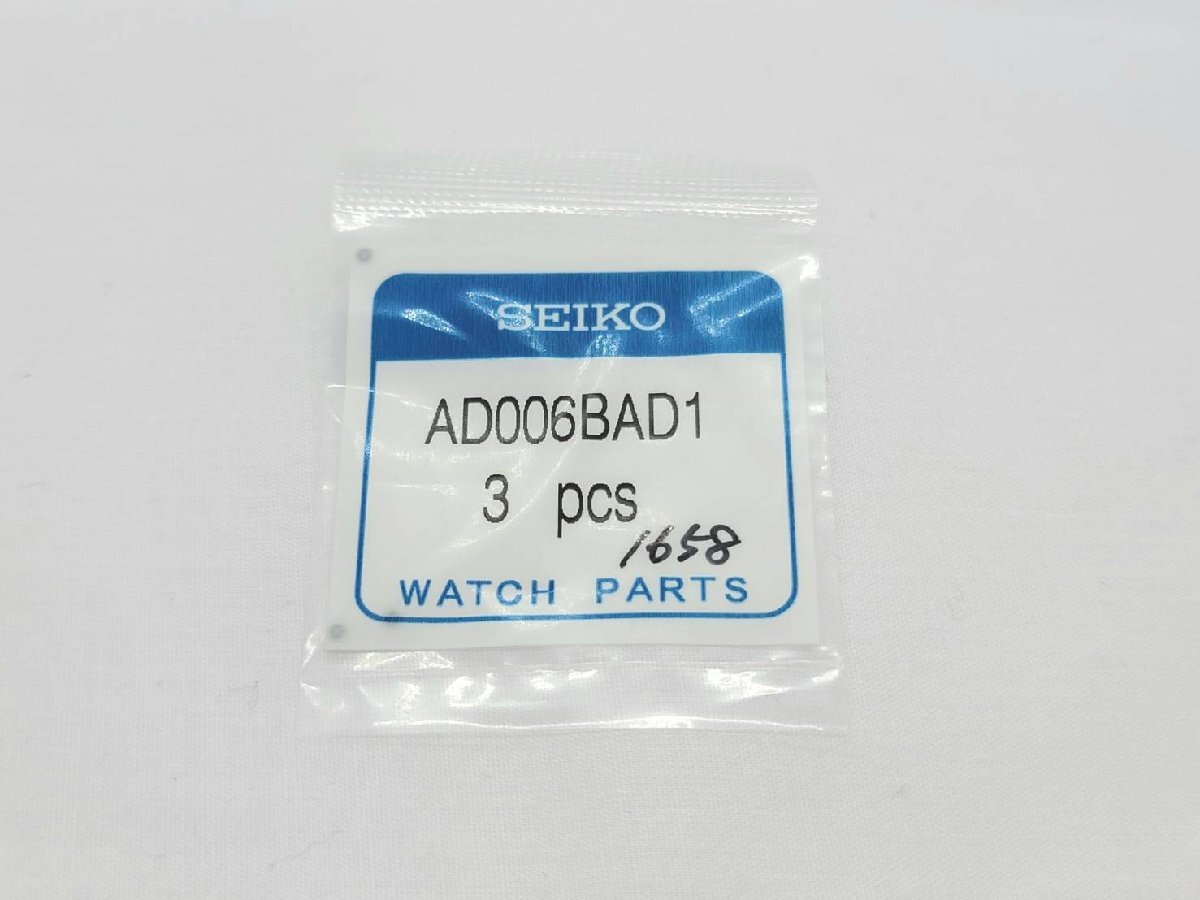 SEIKO
AD006BAD1
3 pcs
1658
WATCH PARTS